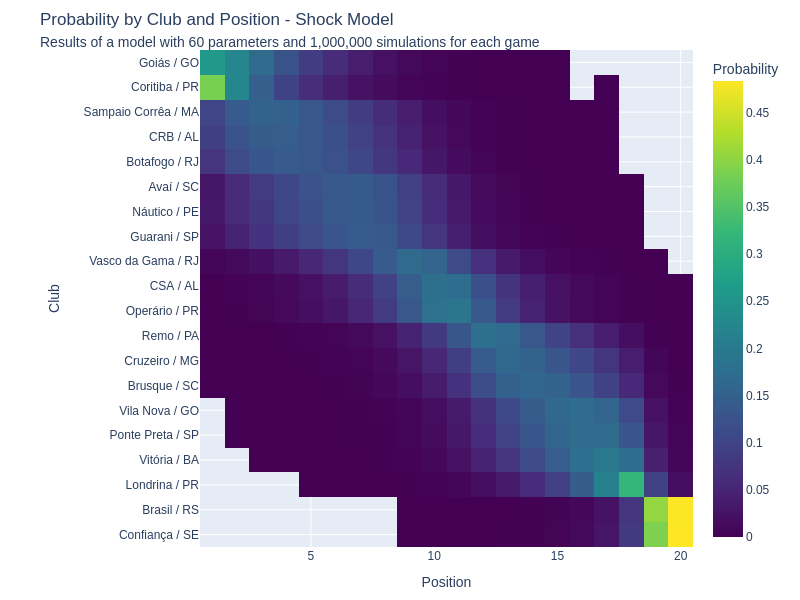 Probability by Club and Position - Shock Model
Results of a model with 60 parameters and 1,000,000 simulations for each game
Probability
Club
Goiás / GO
Coritiba / PR
Sampaio Corrêa / MA
CRB / AL
Botafogo / RJ
Avaí / SC
Náutico / PE
Guarani / SP
Vasco da Gama / RJ
CSA / AL
Operário / PR
Remo / PA
Cruzeiro / MG
Brusque / SC
Vila Nova / GO
Ponte Preta / SP
Vitória / BA
Londrina / PR
Brasil / RS
Confiança / SE
0.45
0.4
0.35
0.3
0.25
0.2
0.15
0.1
0.05
0
5 10 15 20
Position